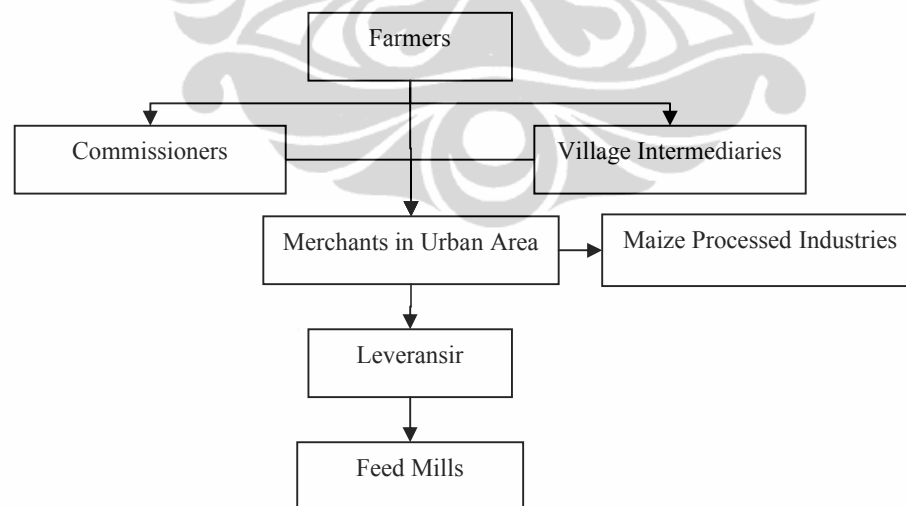 Farmers
Commissioners
Village Intermediaries
Merchants in Urban Area
Maize Processed Industries
Leveransir
Feed Mills